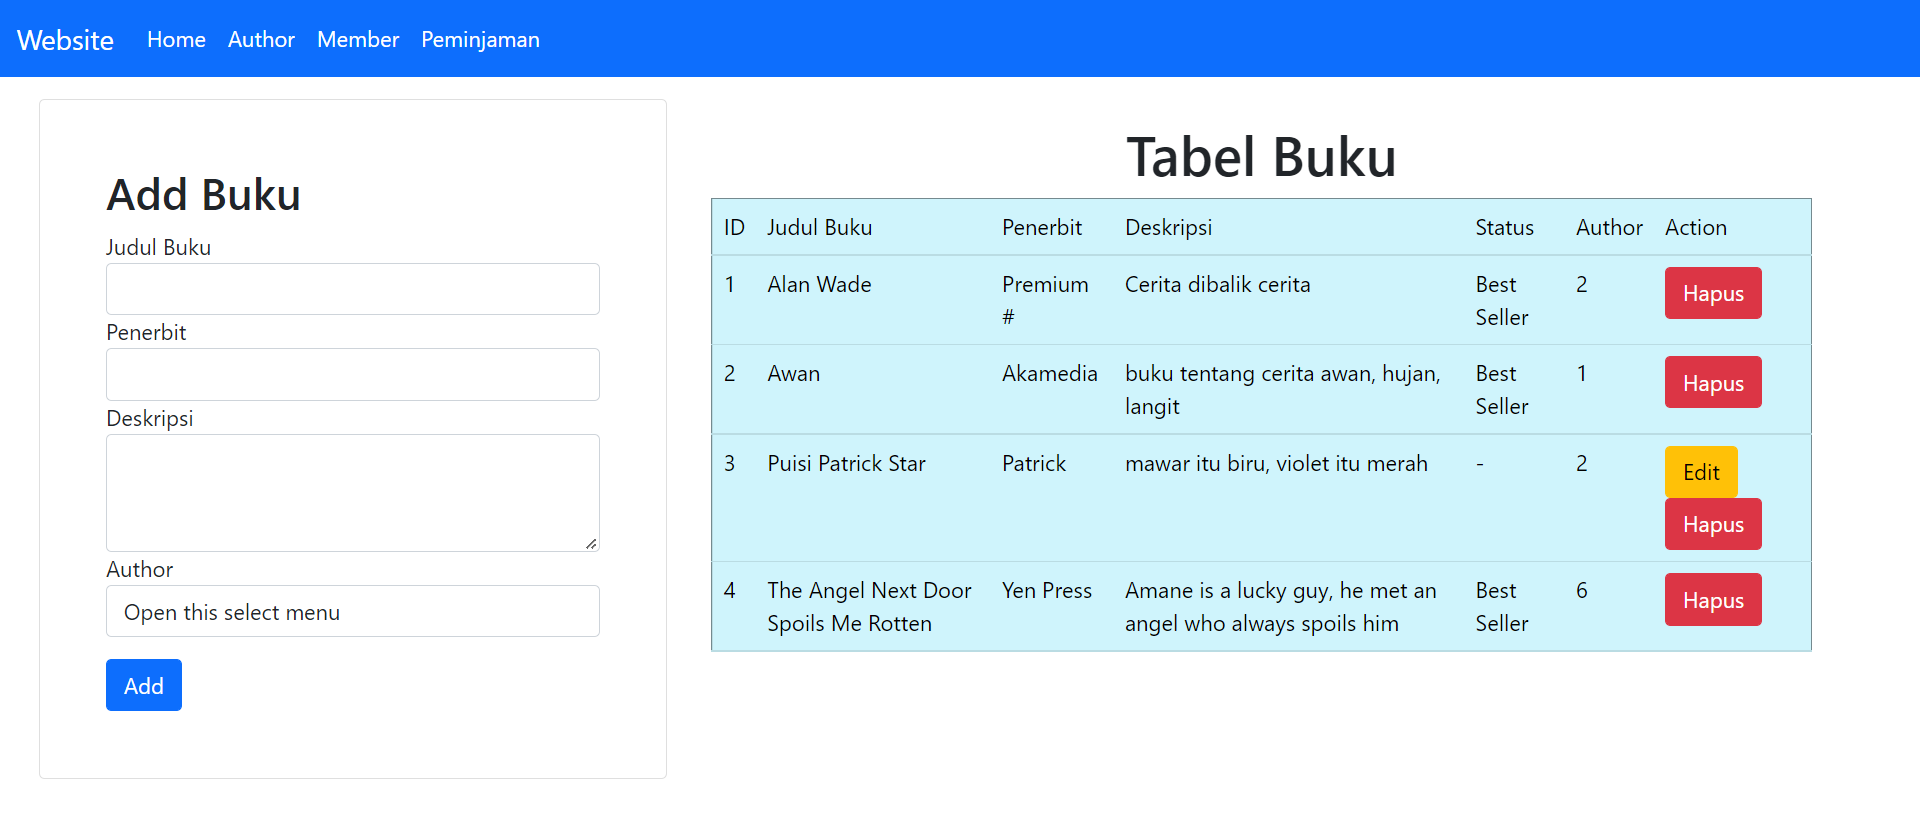 Website Home Author Member Peminjaman
Add Buku
Judul Buku
Penerbit
Deskripsi
Author
Open this select menu
Add
Tabel Buku
ID Judul Buku Penerbit Deskripsi Status Author Action
1 Alan Wade Premium Cerita dibalik cerita Best 2 Hapus
# Seller
2 Awan Akamedia buku tentang cerita awan, hujan, Best 1 Hapus
langit Seller
3 Puisi Patrick Star Patrick mawar itu biru, violet itu merah - 2 Edit
Hapus
4 The Angel Next Door Yen Press Amane is a lucky guy, he met an Best 6 Hapus
Spoils Me Rotten angel who always spoils him Seller